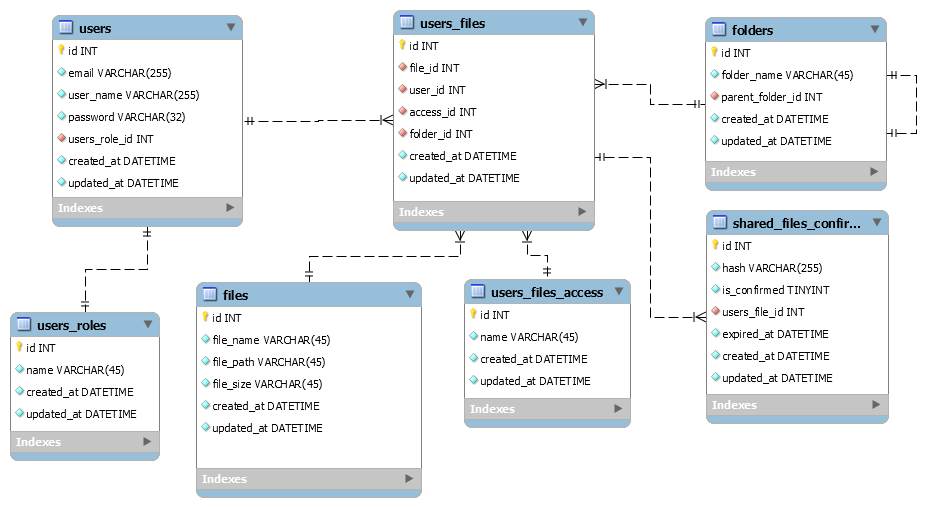 users
id INT
email VARCHAR(255)
user_name VARCHAR(255)
password VARCHAR(32)
users_role_id INT
created_at DATETIME
updated_at DATETIME
Indexes
users_files
id INT
file_id INT
user_id INT
access_id INT
folder_id INT
created_at DATETIME
updated_at DATETIME
Indexes
folders
id INT
folder_name VARCHAR(45)
parent_folder_id INT
created_at DATETIME
updated_at DATETIME
Indexes
shared_files_confir...
id INT
hash VARCHAR(255)
is_confirmed TINYINT
users_file_id INT
expired_at DATETIME
created_at DATETIME
updated_at DATETIME
Indexes
users_roles
id INT
name VARCHAR(45)
created_at DATETIME
updated_at DATETIME
Indexes
files
id INT
file_name VARCHAR(45)
file_path VARCHAR(45)
file_size VARCHAR(45)
created_at DATETIME
updated_at DATETIME
Indexes
users_files_access
id INT
name VARCHAR(45)
created_at DATETIME
updated_at DATETIME
Indexes